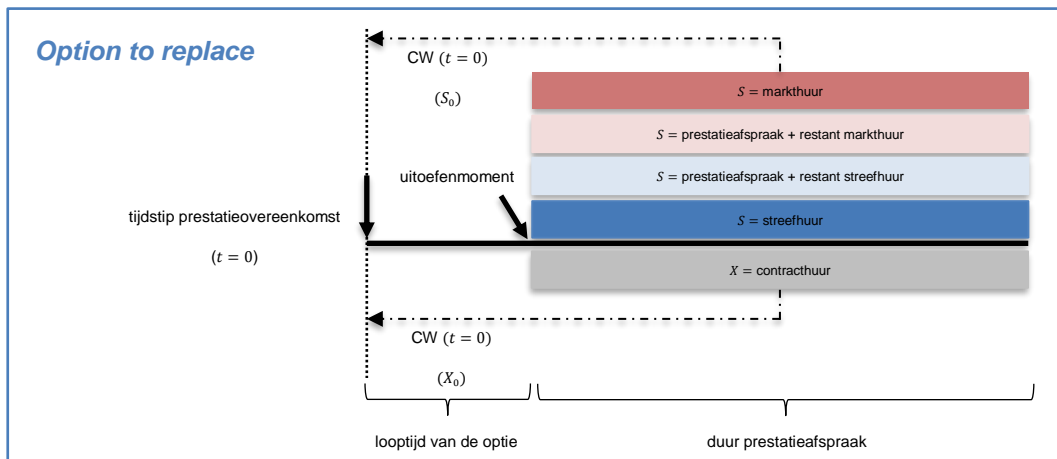 Option to replace
CW (t = 0)
(S₀)
S = markthuur
S = prestatieafspraak + restant markthuur
uitoefenmoment
S = prestatieafspraak + restant streefhuur
tijdstip prestatieovereenkomst
(t = 0)
S = streefhuur
X = contracthuur
CW (t = 0)
(X₀)
looptijd van de optie
duur prestatieafspraak